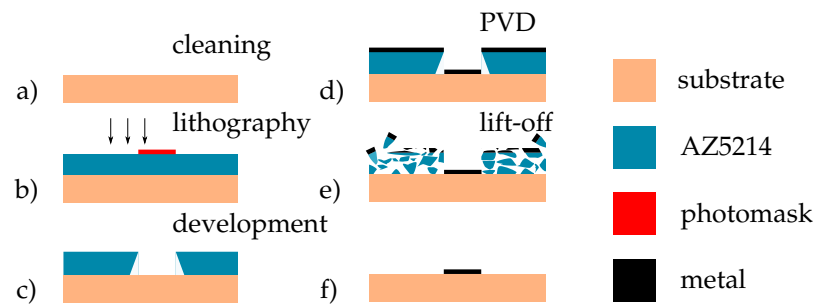 cleaning
a)
lithography
b)
development
c)
PVD
d)
lift-off
e)
f)
substrate
AZ5214
photomask
metal